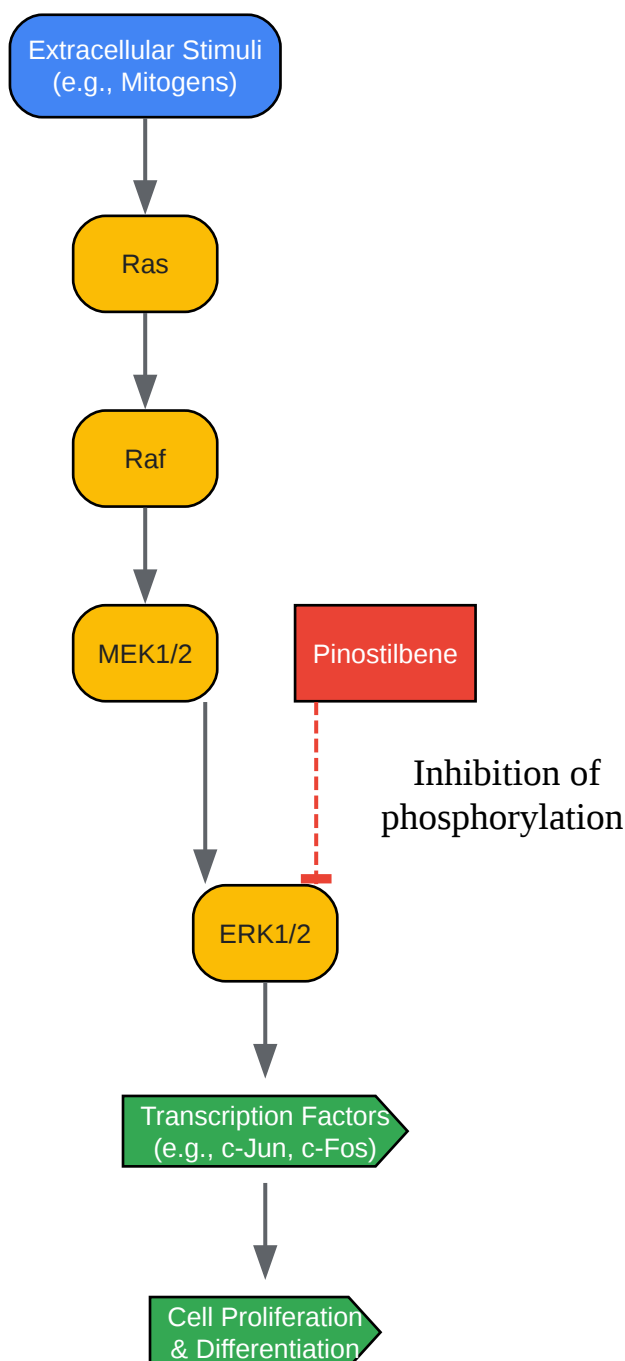 Extracellular Stimuli
(e.g., Mitogens)
Ras
Raf
MEK1/2
Pinostilbene
Inhibition of
phosphorylation
ERK1/2
Transcription Factors
(e.g., c-Jun, c-Fos)
Cell Proliferation
& Differentiation